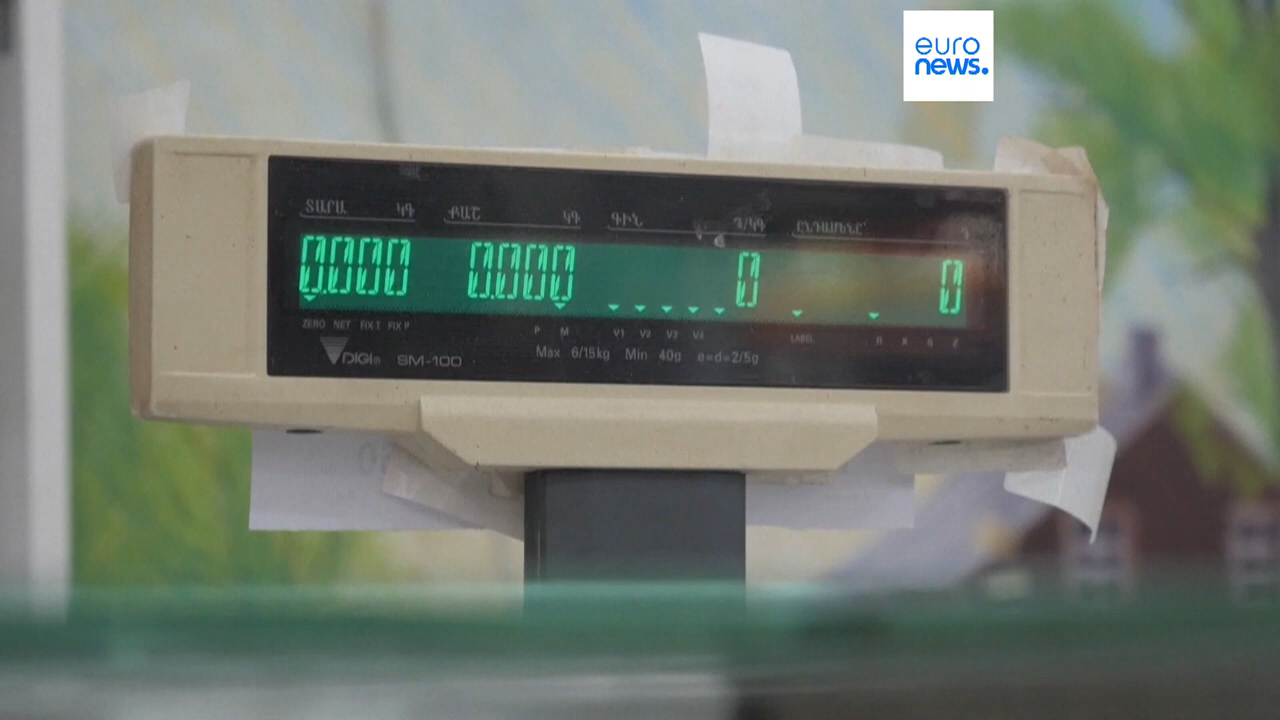 euro
news.
ՏԱՐԱ ԿԳ ՔԱՇ ԿԳ ԳԻՆ Դ/ԿԳ ԸՆԴԱՄԵՆԸ Դ
0.000 0.000 0 0
ZERO NET FIX T FIX P P M V1 V2 V3 V4 LABEL
DIGI® SM-100 Max 6/15kg Min 40g e=d=2/5g